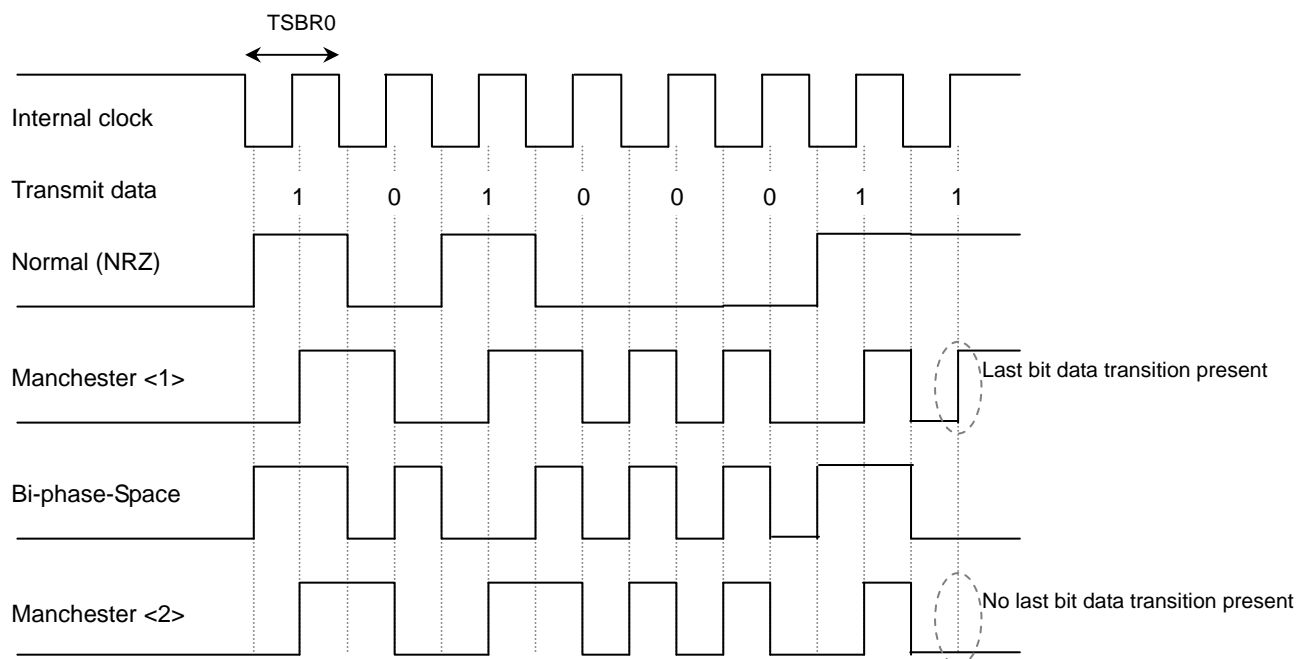 TSBR0
Internal clock
Transmit data 1 0 1 0 0 0 1 1
Normal (NRZ)
Manchester <1>
Last bit data transition present
Bi-phase-Space
Manchester <2>
No last bit data transition present